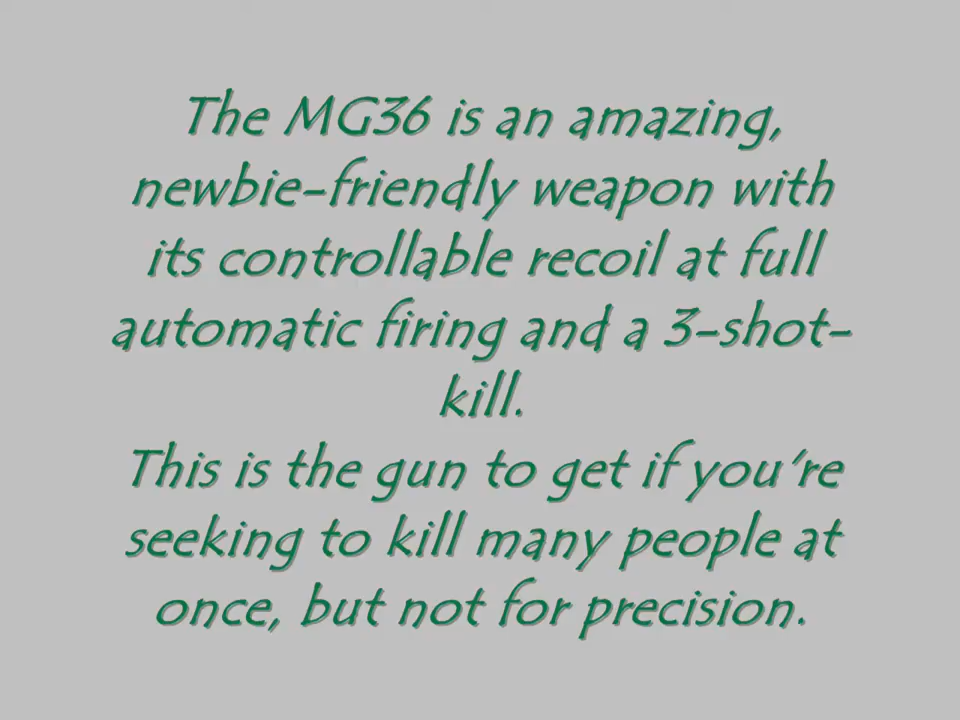 The MG36 is an amazing,
newbie-friendly weapon with
its controllable recoil at full
automatic firing and a 3-shot-
kill.
This is the gun to get if you're
seeking to kill many people at
once, but not for precision.